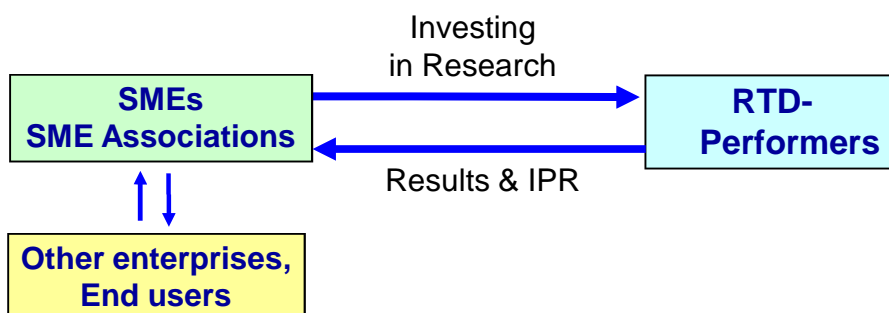 Investing
in Research
SMEs
SME Associations
RTD-
Performers
Results & IPR
Other enterprises,
End users